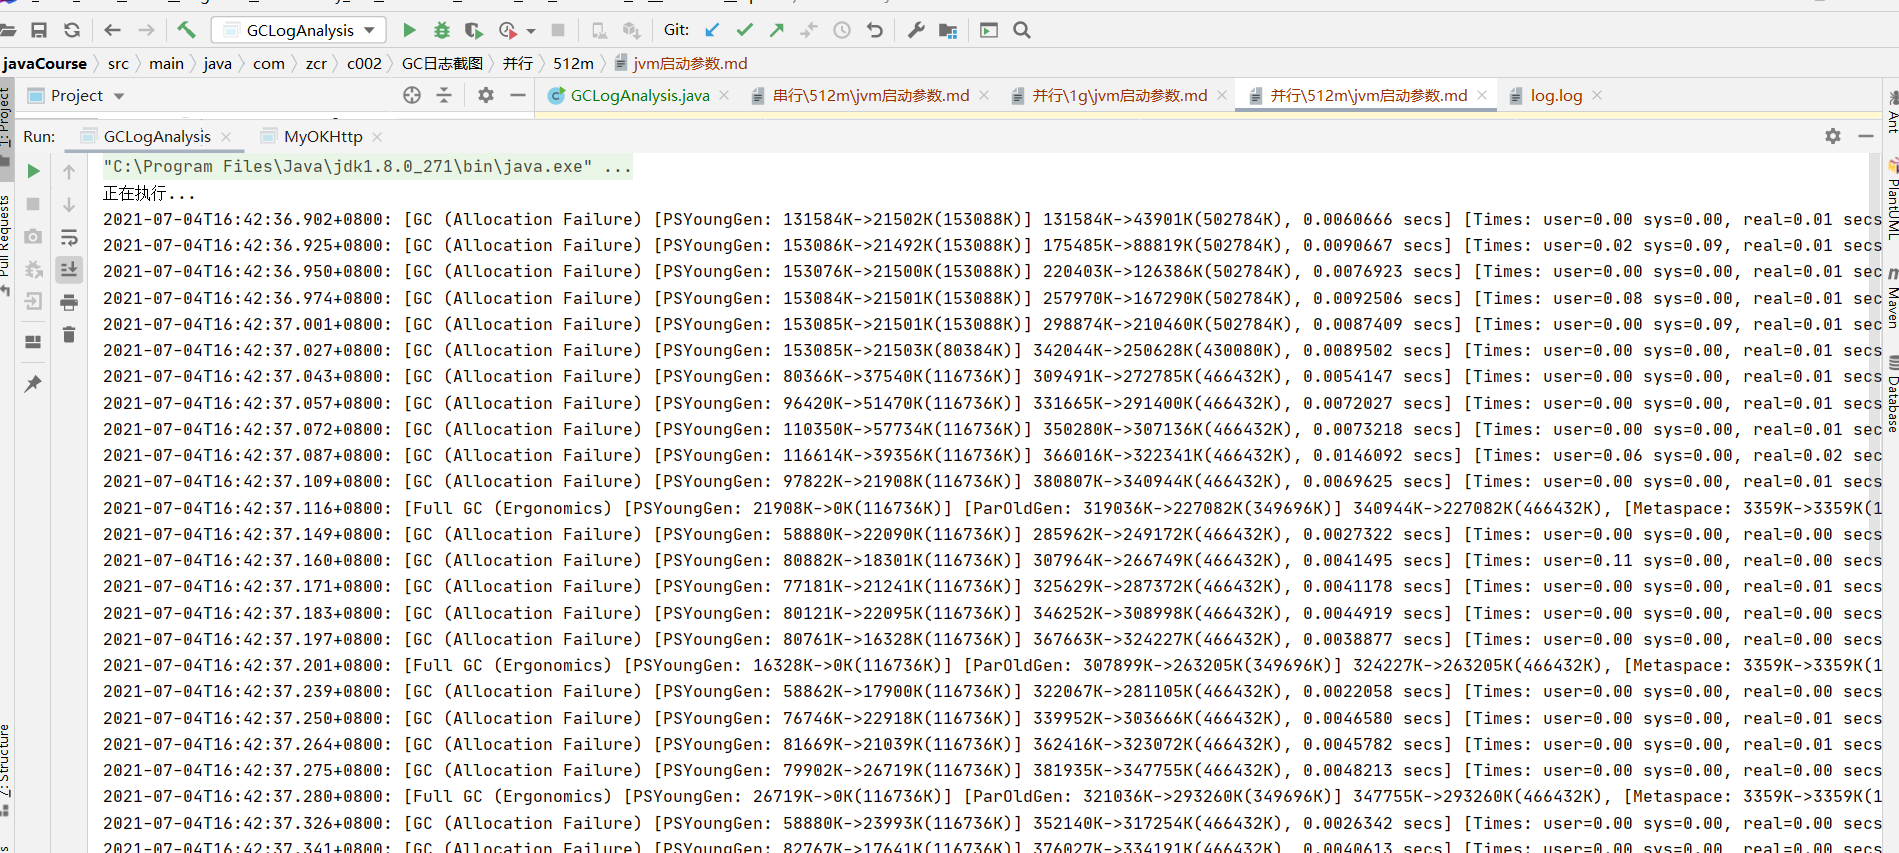 GCLogAnalysis
Git:
javaCourse
src
main
java
com
zcr
c002
GC日志截图
并行
512m
jvm启动参数.md
1: Project
Project
GCLogAnalysis.java
串行\512m\jvm启动参数.md
并行\1g\jvm启动参数.md
并行\512m\jvm启动参数.md
log.log
Ant
Run:
GCLogAnalysis
MyOKHttp
"C:\Program Files\Java\jdk1.8.0_271\bin\java.exe" ...
正在执行...
2021-07-04T16:42:36.902+0800: [GC (Allocation Failure) [PSYoungGen: 131584K->21502K(153088K)] 131584K->43901K(502784K), 0.0060666 secs] [Times: user=0.00 sys=0.00, real=0.01 secs
2021-07-04T16:42:36.925+0800: [GC (Allocation Failure) [PSYoungGen: 153086K->21492K(153088K)] 175485K->88819K(502784K), 0.0090667 secs] [Times: user=0.02 sys=0.09, real=0.01 secs
2021-07-04T16:42:36.950+0800: [GC (Allocation Failure) [PSYoungGen: 153076K->21500K(153088K)] 220403K->126386K(502784K), 0.0076923 secs] [Times: user=0.00 sys=0.00, real=0.01 sec
2021-07-04T16:42:36.974+0800: [GC (Allocation Failure) [PSYoungGen: 153084K->21501K(153088K)] 257970K->167290K(502784K), 0.0092506 secs] [Times: user=0.08 sys=0.00, real=0.01 sec
2021-07-04T16:42:37.001+0800: [GC (Allocation Failure) [PSYoungGen: 153085K->21501K(153088K)] 298874K->210460K(502784K), 0.0087409 secs] [Times: user=0.00 sys=0.09, real=0.01 sec
2021-07-04T16:42:37.027+0800: [GC (Allocation Failure) [PSYoungGen: 153085K->21503K(80384K)] 342044K->250628K(430080K), 0.0089502 secs] [Times: user=0.00 sys=0.00, real=0.01 secs
2021-07-04T16:42:37.043+0800: [GC (Allocation Failure) [PSYoungGen: 80366K->37540K(116736K)] 309491K->272785K(466432K), 0.0054147 secs] [Times: user=0.00 sys=0.00, real=0.01 secs
2021-07-04T16:42:37.057+0800: [GC (Allocation Failure) [PSYoungGen: 96420K->51470K(116736K)] 331665K->291400K(466432K), 0.0072027 secs] [Times: user=0.00 sys=0.00, real=0.01 secs
2021-07-04T16:42:37.072+0800: [GC (Allocation Failure) [PSYoungGen: 110350K->57734K(116736K)] 350280K->307136K(466432K), 0.0073218 secs] [Times: user=0.00 sys=0.00, real=0.01 sec
2021-07-04T16:42:37.087+0800: [GC (Allocation Failure) [PSYoungGen: 116614K->39356K(116736K)] 366016K->322341K(466432K), 0.0146092 secs] [Times: user=0.06 sys=0.00, real=0.02 sec
2021-07-04T16:42:37.109+0800: [GC (Allocation Failure) [PSYoungGen: 97822K->21908K(116736K)] 380807K->340944K(466432K), 0.0069625 secs] [Times: user=0.00 sys=0.00, real=0.01 secs
2021-07-04T16:42:37.116+0800: [Full GC (Ergonomics) [PSYoungGen: 21908K->0K(116736K)] [ParOldGen: 319036K->227082K(349696K)] 340944K->227082K(466432K), [Metaspace: 3359K->3359K(1
2021-07-04T16:42:37.149+0800: [GC (Allocation Failure) [PSYoungGen: 58880K->22090K(116736K)] 285962K->249172K(466432K), 0.0027322 secs] [Times: user=0.00 sys=0.00, real=0.00 secs
2021-07-04T16:42:37.160+0800: [GC (Allocation Failure) [PSYoungGen: 80882K->18301K(116736K)] 307964K->266749K(466432K), 0.0041495 secs] [Times: user=0.11 sys=0.00, real=0.00 secs
2021-07-04T16:42:37.171+0800: [GC (Allocation Failure) [PSYoungGen: 77181K->21241K(116736K)] 325629K->287372K(466432K), 0.0041178 secs] [Times: user=0.00 sys=0.00, real=0.01 secs
2021-07-04T16:42:37.183+0800: [GC (Allocation Failure) [PSYoungGen: 80121K->22095K(116736K)] 346252K->308998K(466432K), 0.0044919 secs] [Times: user=0.00 sys=0.00, real=0.00 secs
2021-07-04T16:42:37.197+0800: [GC (Allocation Failure) [PSYoungGen: 80761K->16328K(116736K)] 367663K->324227K(466432K), 0.0038877 secs] [Times: user=0.00 sys=0.00, real=0.00 secs
2021-07-04T16:42:37.201+0800: [Full GC (Ergonomics) [PSYoungGen: 16328K->0K(116736K)] [ParOldGen: 307899K->263205K(349696K)] 324227K->263205K(466432K), [Metaspace: 3359K->3359K(1
2021-07-04T16:42:37.239+0800: [GC (Allocation Failure) [PSYoungGen: 58862K->17900K(116736K)] 322067K->281105K(466432K), 0.0022058 secs] [Times: user=0.00 sys=0.00, real=0.00 secs
2021-07-04T16:42:37.250+0800: [GC (Allocation Failure) [PSYoungGen: 76746K->22918K(116736K)] 339952K->303666K(466432K), 0.0046580 secs] [Times: user=0.00 sys=0.00, real=0.01 secs
2021-07-04T16:42:37.264+0800: [GC (Allocation Failure) [PSYoungGen: 81669K->21039K(116736K)] 362416K->323072K(466432K), 0.0045782 secs] [Times: user=0.00 sys=0.00, real=0.01 secs
2021-07-04T16:42:37.275+0800: [GC (Allocation Failure) [PSYoungGen: 79902K->26719K(116736K)] 381935K->347755K(466432K), 0.0048213 secs] [Times: user=0.00 sys=0.00, real=0.00 secs
2021-07-04T16:42:37.280+0800: [Full GC (Ergonomics) [PSYoungGen: 26719K->0K(116736K)] [ParOldGen: 321036K->293260K(349696K)] 347755K->293260K(466432K), [Metaspace: 3359K->3359K(1
2021-07-04T16:42:37.326+0800: [GC (Allocation Failure) [PSYoungGen: 58880K->23993K(116736K)] 352140K->317254K(466432K), 0.0026342 secs] [Times: user=0.00 sys=0.00, real=0.00 secs
2021-07-04T16:42:37.341+0800: [GC (Allocation Failure) [PSYoungGen: 82767K->17641K(116736K)] 376027K->334191K(466432K), 0.0040613 secs] [Times: user=0.00 sys=0.00, real=0.00 secs
Pull Requests
7: Structure
PlantUML
Maven
Database